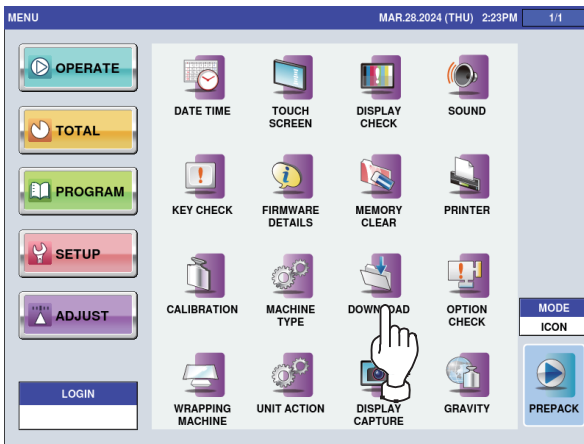 MENU
MAR.28.2024 (THU) 2:23PM
1/1
OPERATE
TOTAL
PROGRAM
SETUP
ADJUST
LOGIN
DATE TIME
TOUCH
SCREEN
DISPLAY
CHECK
SOUND
KEY CHECK
FIRMWARE
DETAILS
MEMORY
CLEAR
PRINTER
CALIBRATION
MACHINE
TYPE
DOWNLOAD
OPTION
CHECK
WRAPPING
MACHINE
UNIT ACTION
DISPLAY
CAPTURE
GRAVITY
MODE
ICON
PREPACK